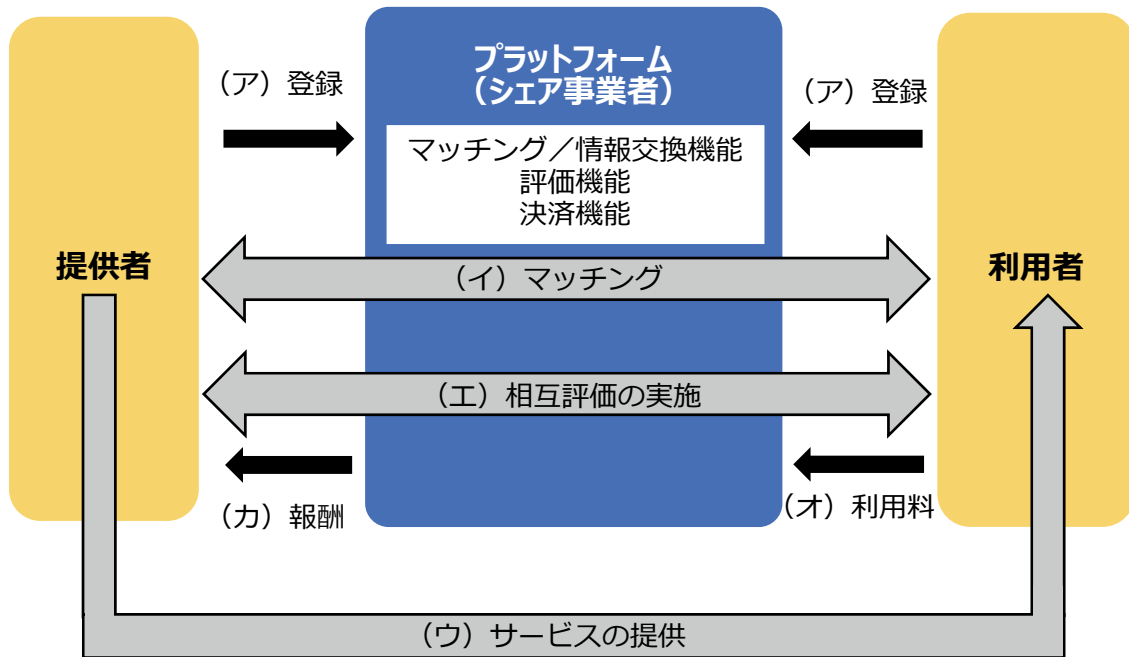 プラットフォーム
（シェア事業者）
（ア）登録
（ア）登録
マッチング／情報交換機能
評価機能
決済機能
提供者
（イ）マッチング
利用者
（エ）相互評価の実施
（カ）報酬
（オ）利用料
（ウ）サービスの提供